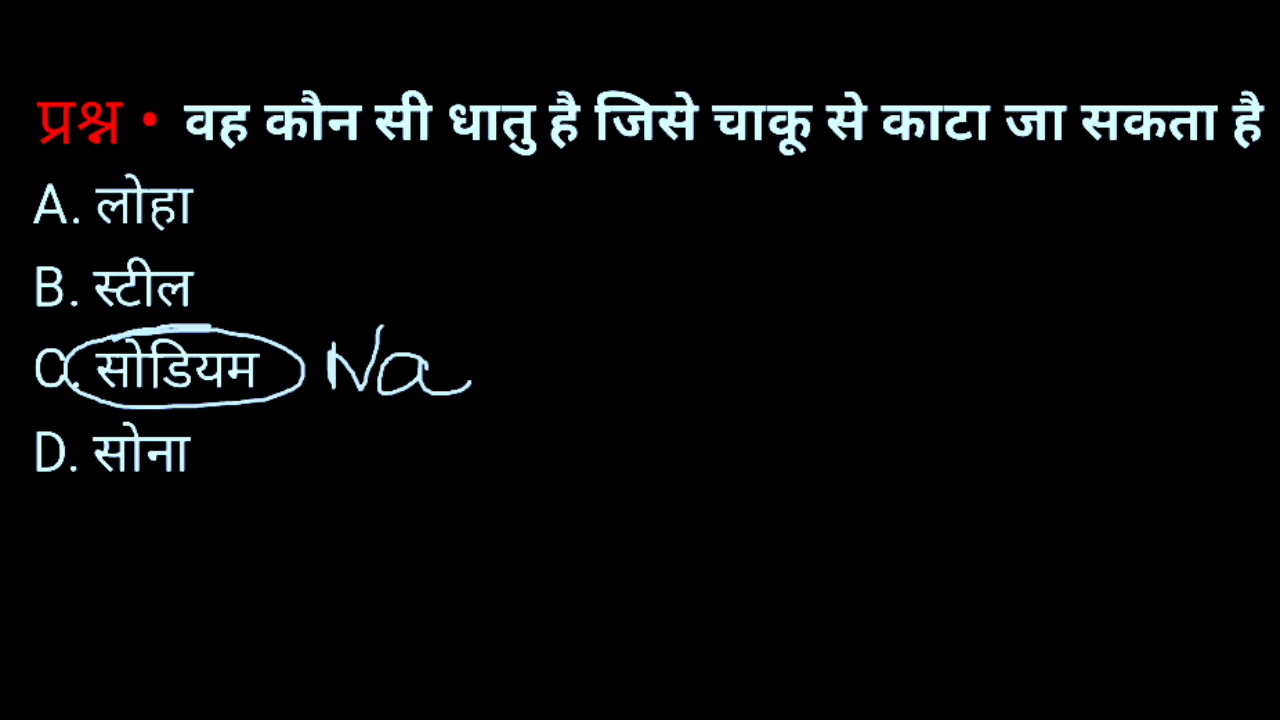 प्रश्न • वह कौन सी धातु है जिसे चाकू से काटा जा सकता है
A. लोहा
B. स्टील
C. सोडियम Na
D. सोना